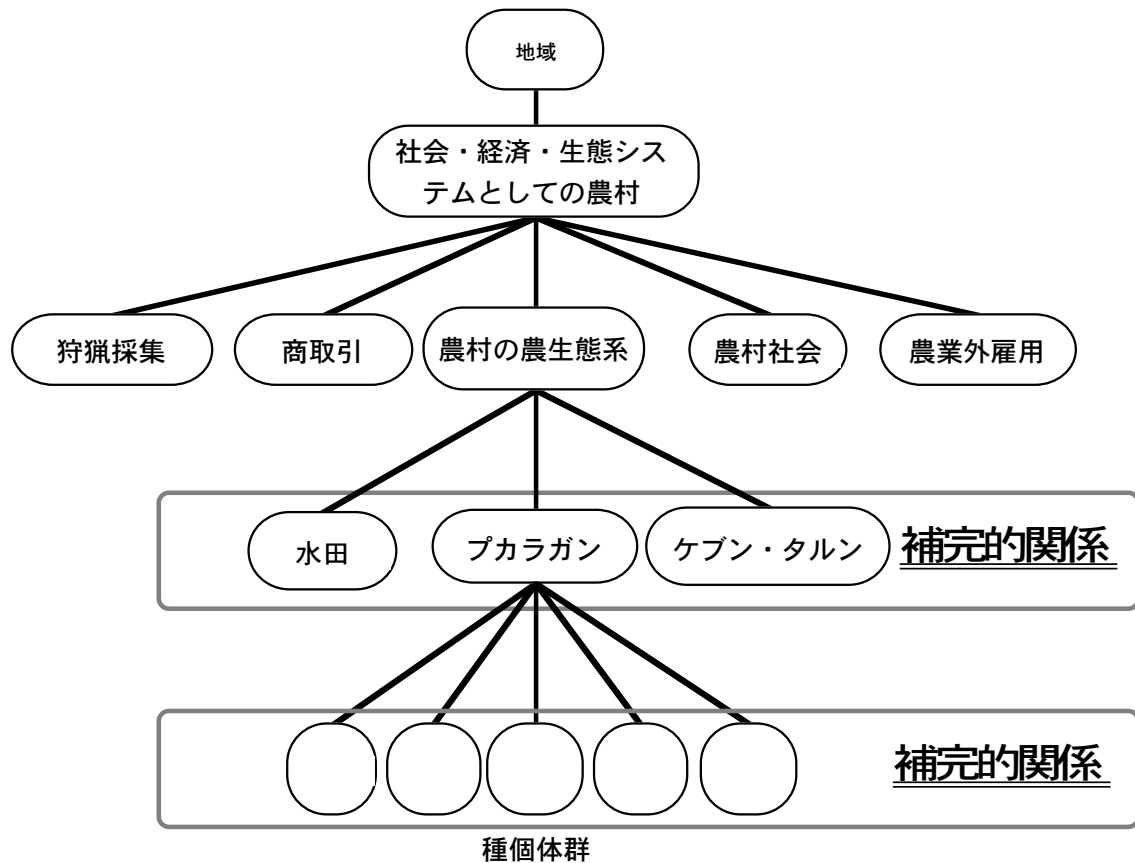 地域
社会・経済・生態シス
テムとしての農村
狩猟採集
商取引
農村の農生態系
農村社会
農業外雇用
水田
プカラガン
ケブン・タルン
補完的関係
補完的関係
種個体群